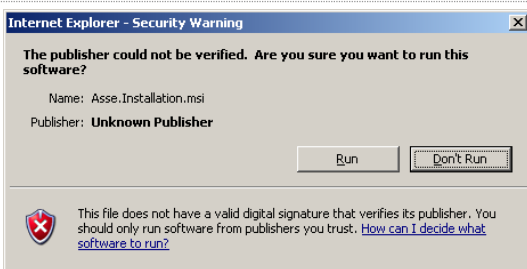 Internet Explorer - Security Warning
The publisher could not be verified. Are you sure you want to run this
software?
Name: Asse.Installation.msi
Publisher: Unknown Publisher
Run
Don't Run
This file does not have a valid digital signature that verifies its publisher. You
should only run software from publishers you trust. How can I decide what
software to run?